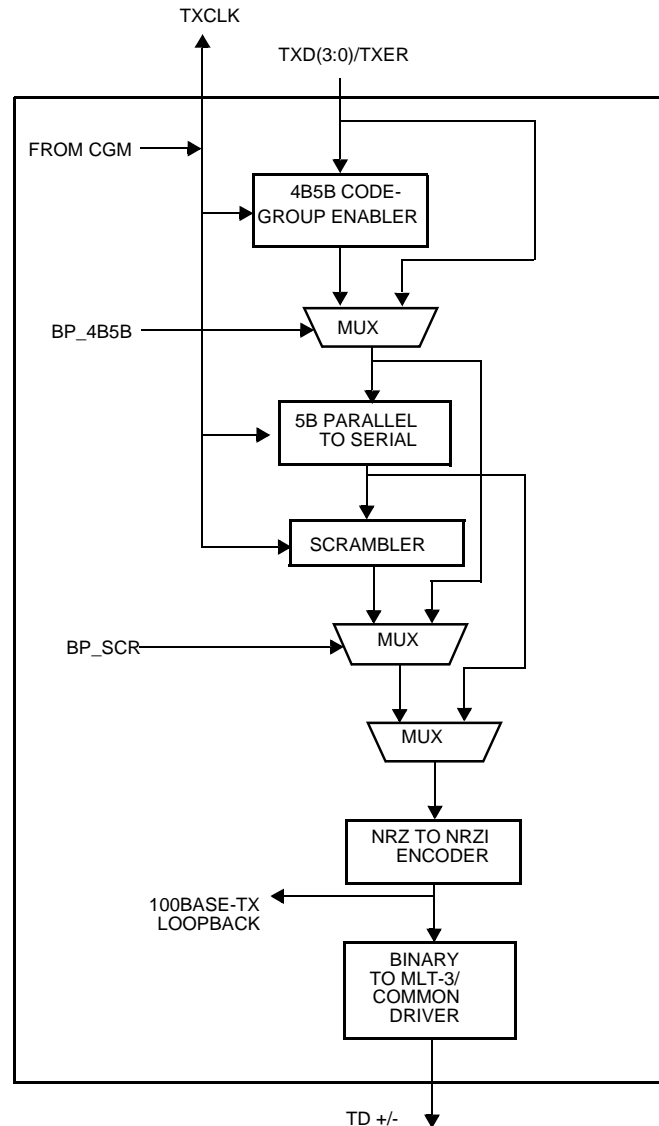 TXCLK
TXD(3:0)/TXER
FROM CGM
4B5B CODE-
GROUP ENABLER
BP_4B5B
MUX
5B PARALLEL
TO SERIAL
SCRAMBLER
BP_SCR
MUX
MUX
NRZ TO NRZI
ENCODER
100BASE-TX
LOOPBACK
BINARY
TO MLT-3/
COMMON
DRIVER
TD +/-